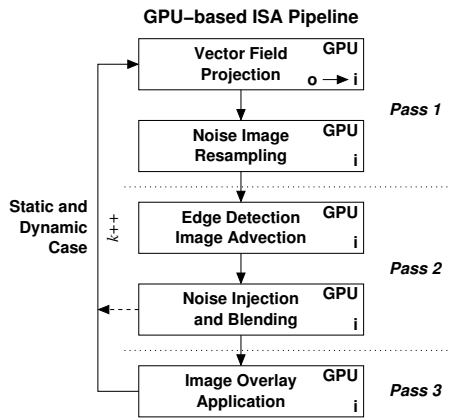 GPU−based ISA Pipeline
Vector Field
Projection
GPU
o i
Pass 1
Noise Image
Resampling
GPU
i
Static and
Dynamic
Case
k++
Edge Detection
Image Advection
GPU
i
Pass 2
Noise Injection
and Blending
GPU
i
Image Overlay
Application
GPU
i
Pass 3